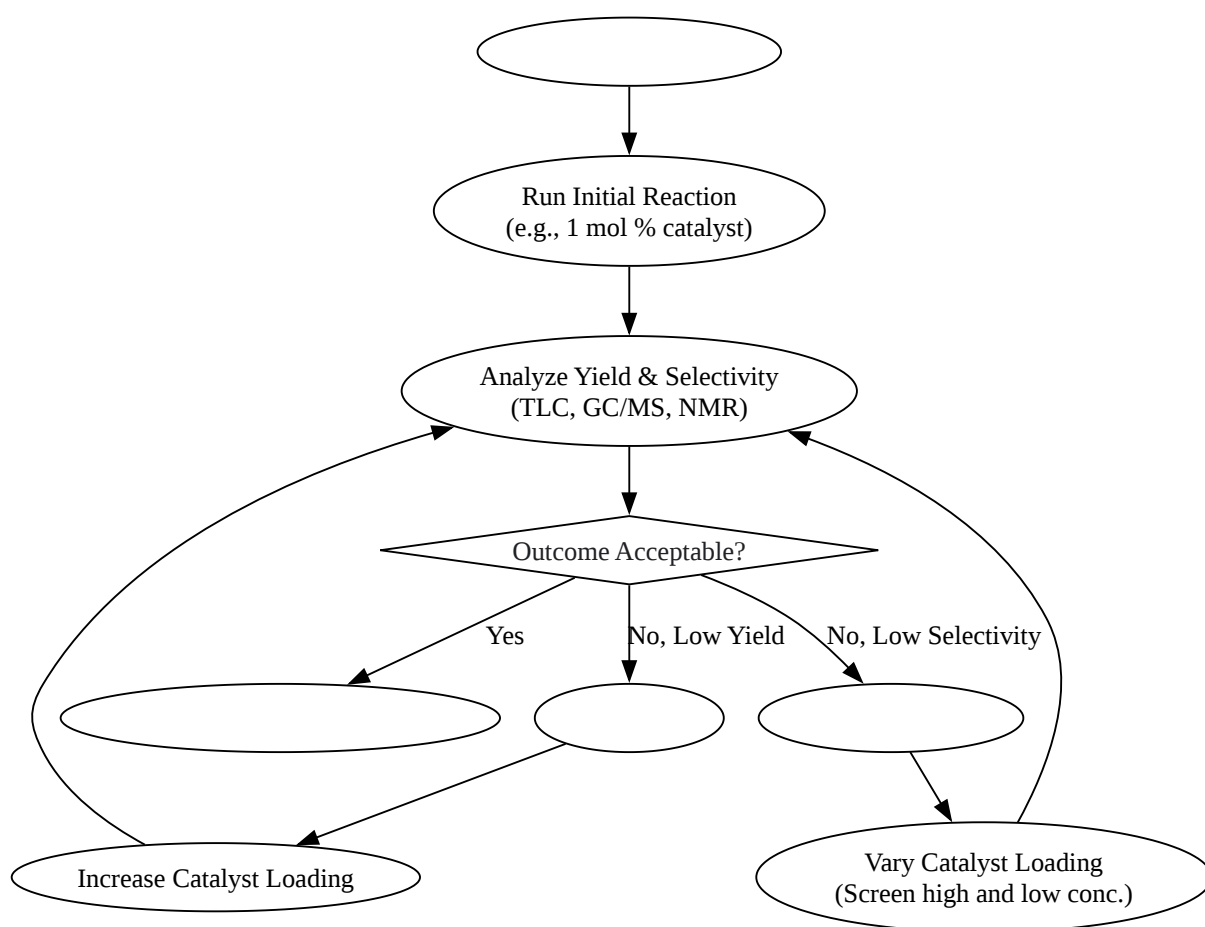 Run Initial Reaction
(e.g., 1 mol % catalyst)
Analyze Yield & Selectivity
(TLC, GC/MS, NMR)
Outcome Acceptable?
Yes
No, Low Yield
No, Low Selectivity
Increase Catalyst Loading
Vary Catalyst Loading
(Screen high and low conc.)